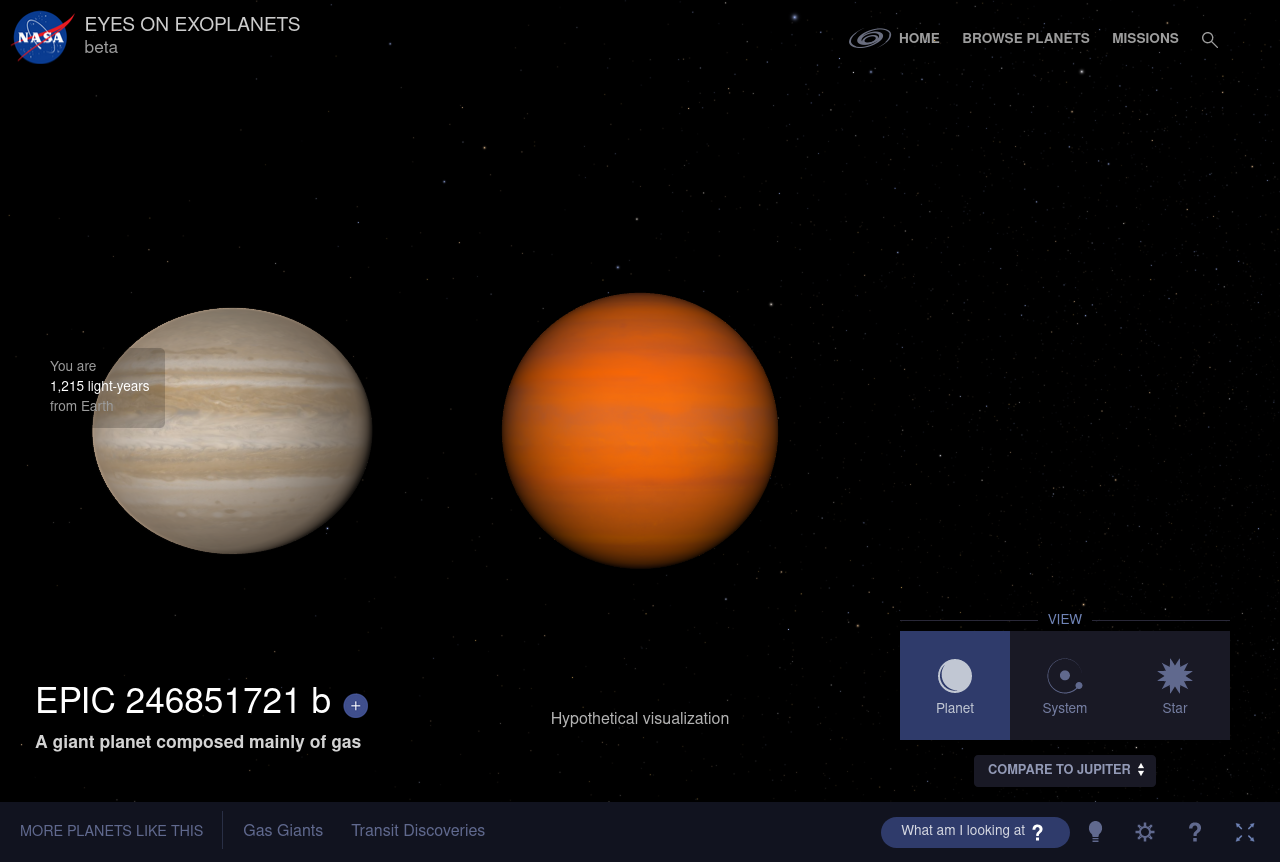 NASA
EYES ON EXOPLANETS
beta
HOME
BROWSE PLANETS
MISSIONS
You are
1,215 light-years
from Earth
EPIC 246851721 b +
A giant planet composed mainly of gas
Hypothetical visualization
VIEW
Planet
System
Star
COMPARE TO JUPITER
MORE PLANETS LIKE THIS
Gas Giants
Transit Discoveries
What am I looking at ?
?